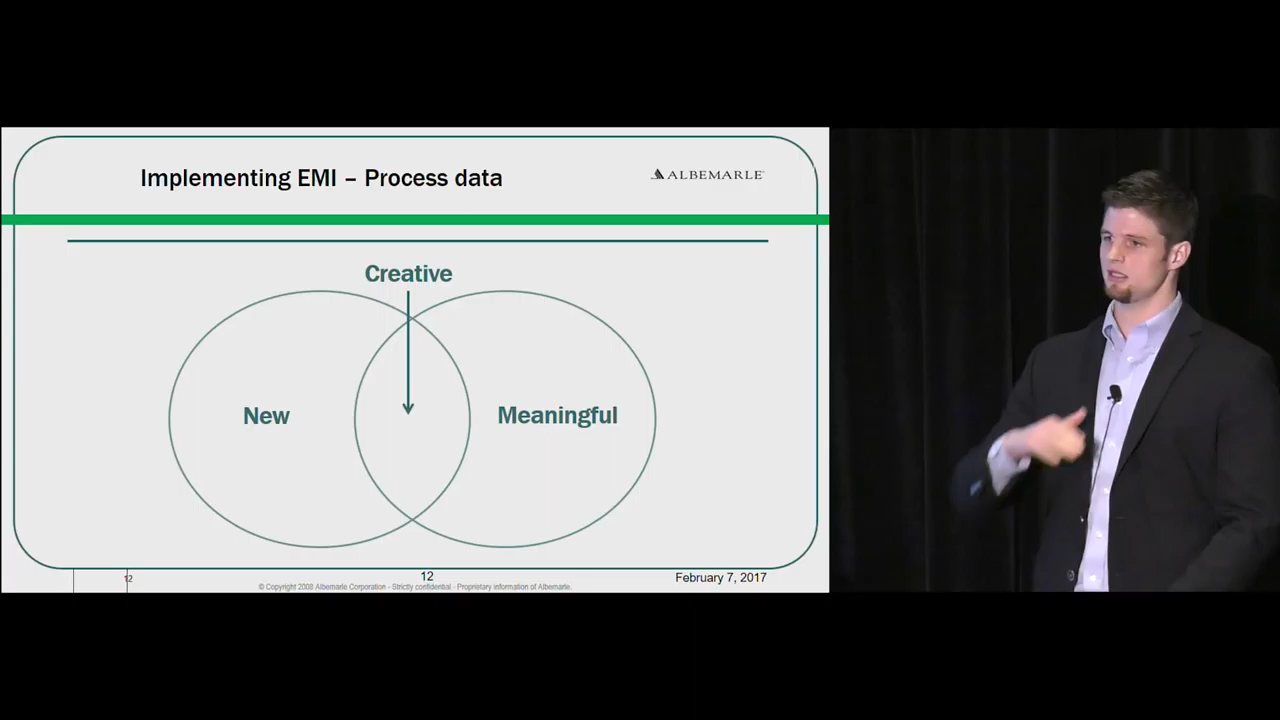 Implementing EMI – Process data
ALBEMARLE
Creative
New
Meaningful
12
12
February 7, 2017
© Copyright 2008 Albemarle Corporation - Strictly confidential - Proprietary information of Albemarle.